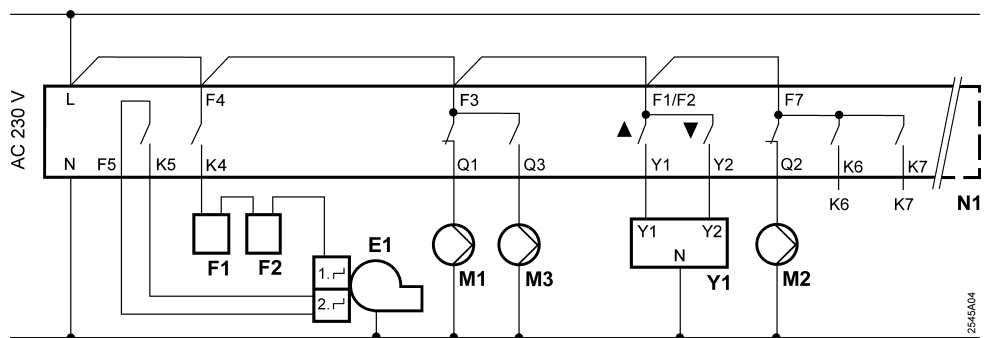 AC 230 V
L F4 F3 F1/F2 F7
N F5 K5 K4 Q1 Q3 Y1 Y2 Q2 K6 K7
K6 K7 N1
Y1 Y2
N
F1 F2 E1 M1 M3 Y1 M2
1.
2.
2545A04